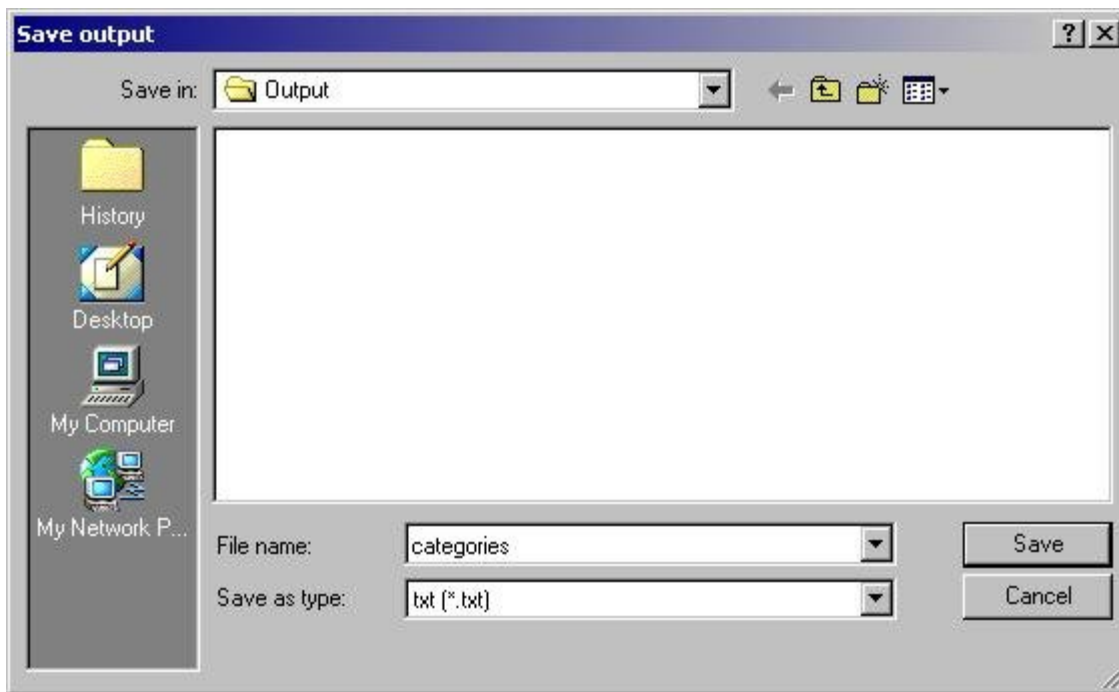 Save output
Save in: Output
History
Desktop
My Computer
My Network P...
File name: categories
Save
Save as type: txt (*.txt)
Cancel